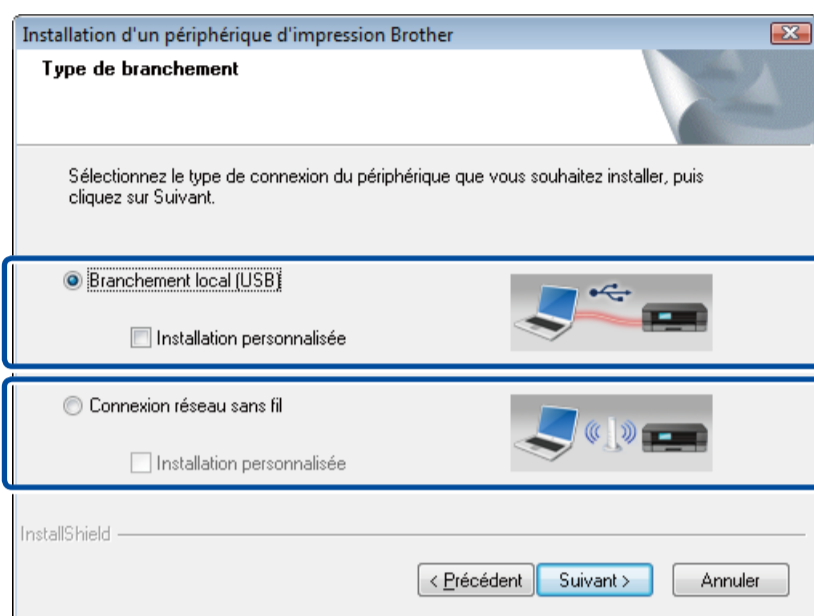 Installation d'un périphérique d'impression Brother
Type de branchement
Sélectionnez le type de connexion du périphérique que vous souhaitez installer, puis
cliquez sur Suivant.
Branchement local (USB)
Installation personnalisée
Connexion réseau sans fil
Installation personnalisée
InstallShield
< Précédent
Suivant >
Annuler